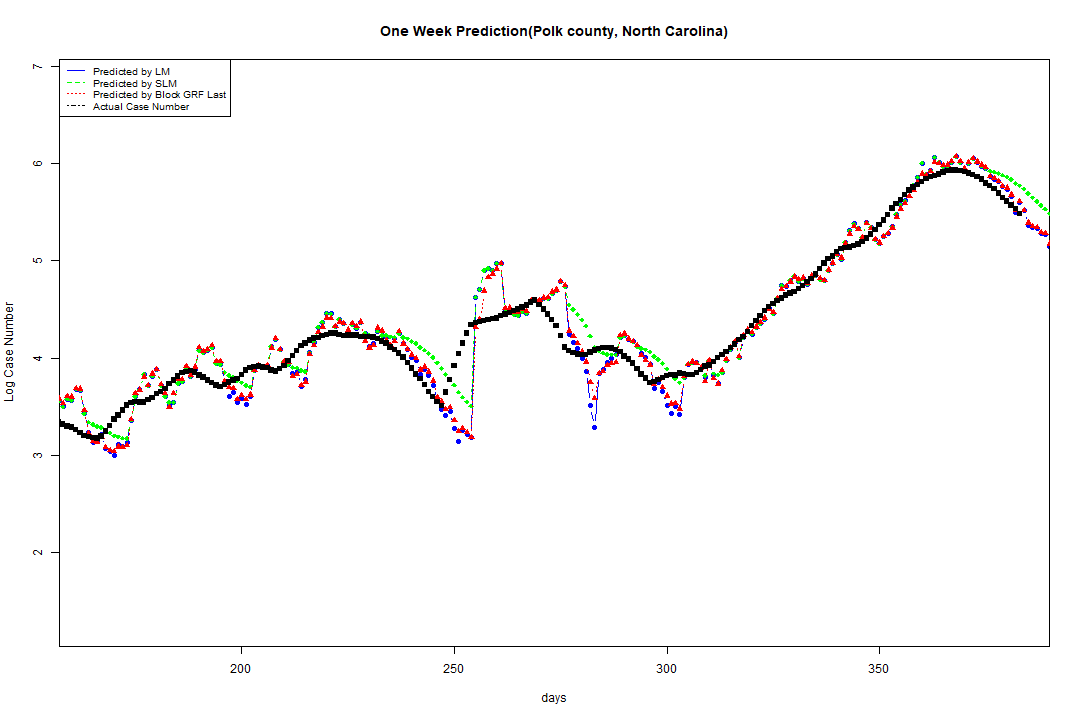 One Week Prediction(Polk county, North Carolina)
Predicted by LM
Predicted by SLM
Predicted by Block GRF Last
Actual Case Number
7
6
5
4
3
2
Log Case Number
200
250
300
350
days